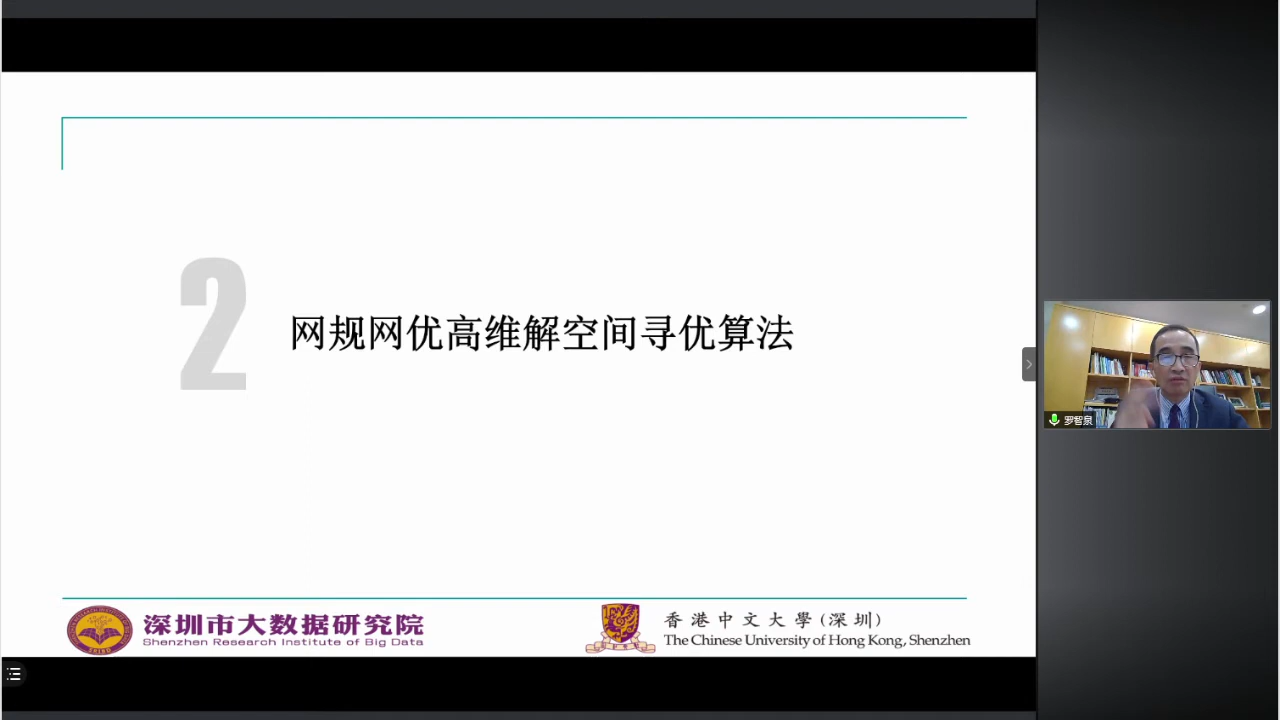 2
网规网优高维解空间寻优算法
深圳市大数据研究院
Shenzhen Research Institute of Big Data
香港中文大學(深圳)
The Chinese University of Hong Kong, Shenzhen
罗智泉